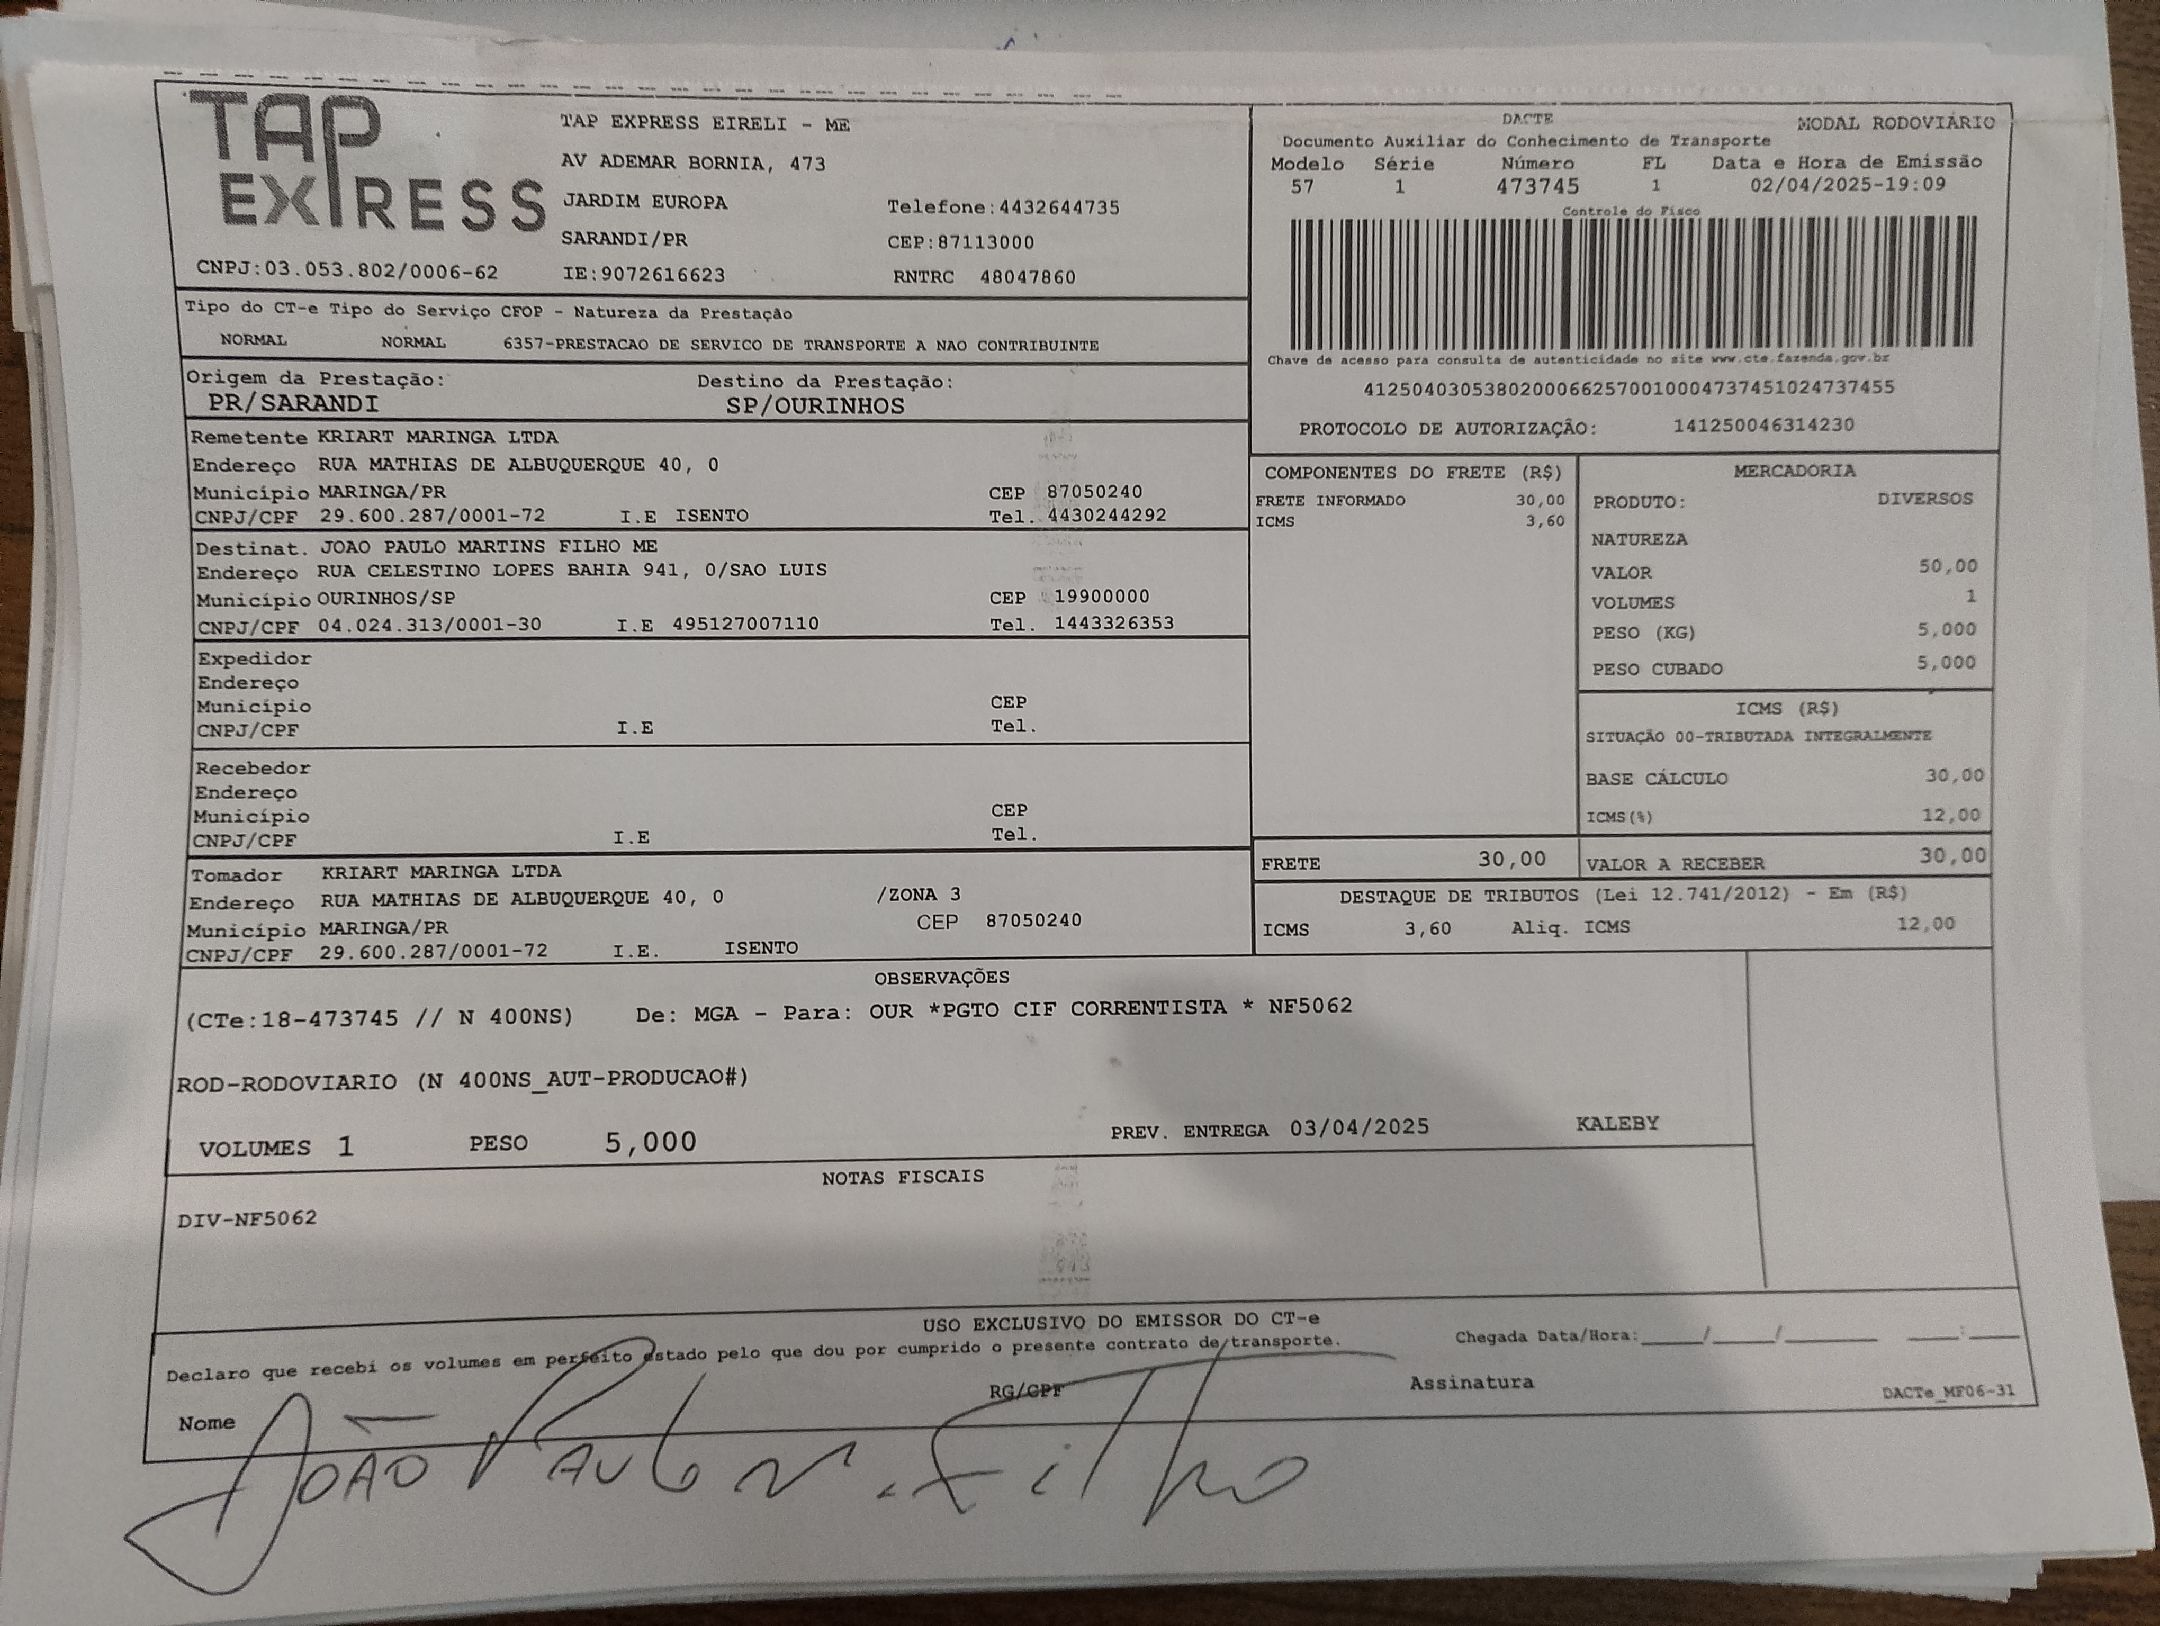 TAP
EXPRESS
TAP EXPRESS EIRELI - ME
AV ADEMAR BORNIA, 473
JARDIM EUROPA Telefone:4432644735
SARANDI/PR CEP:87113000
CNPJ:03.053.802/0006-62 IE:9072616623 RNTRC 48047860
DACTE MODAL RODOVIÁRIO
Documento Auxiliar do Conhecimento de Transporte
Modelo Série Número FL Data e Hora de Emissão
57 1 473745 1 02/04/2025-19:09
Controle do Fisco
Chave de acesso para consulta de autenticidade no site www.cte.fazenda.gov.br
41250403053802000662570010004737451024737455
PROTOCOLO DE AUTORIZAÇÃO: 141250046314230
Tipo do CT-e Tipo do Serviço CFOP - Natureza da Prestação
NORMAL NORMAL 6357-PRESTACAO DE SERVICO DE TRANSPORTE A NAO CONTRIBUINTE
Origem da Prestação: Destino da Prestação:
PR/SARANDI SP/OURINHOS
Remetente KRIART MARINGA LTDA
Endereço RUA MATHIAS DE ALBUQUERQUE 40, 0
Município MARINGA/PR CEP 87050240
CNPJ/CPF 29.600.287/0001-72 I.E ISENTO Tel. 4430244292
Destinat. JOAO PAULO MARTINS FILHO ME
Endereço RUA CELESTINO LOPES BAHIA 941, 0/SAO LUIS
Município OURINHOS/SP CEP 19900000
CNPJ/CPF 04.024.313/0001-30 I.E 495127007110 Tel. 1443326353
Expedidor
Endereço
Município CEP
CNPJ/CPF I.E Tel.
Recebedor
Endereço
Município CEP
CNPJ/CPF I.E Tel.
Tomador KRIART MARINGA LTDA
Endereço RUA MATHIAS DE ALBUQUERQUE 40, 0 /ZONA 3
Município MARINGA/PR CEP 87050240
CNPJ/CPF 29.600.287/0001-72 I.E. ISENTO
COMPONENTES DO FRETE (R$)
FRETE INFORMADO 30,00
ICMS 3,60
MERCADORIA
PRODUTO: DIVERSOS
NATUREZA
VALOR 50,00
VOLUMES 1
PESO (KG) 5,000
PESO CUBADO 5,000
ICMS (R$)
SITUAÇÃO 00-TRIBUTADA INTEGRALMENTE
BASE CÁLCULO 30,00
ICMS(%) 12,00
FRETE 30,00 VALOR A RECEBER 30,00
DESTAQUE DE TRIBUTOS (Lei 12.741/2012) - Em (R$)
ICMS 3,60 Aliq. ICMS 12,00
OBSERVAÇÕES
(CTe:18-473745 // N 400NS) De: MGA - Para: OUR *PGTO CIF CORRENTISTA * NF5062
ROD-RODOVIARIO (N 400NS_AUT-PRODUCAO#)
VOLUMES 1 PESO 5,000 PREV. ENTREGA 03/04/2025 KALEBY
NOTAS FISCAIS
DIV-NF5062
USO EXCLUSIVO DO EMISSOR DO CT-e
Declaro que recebi os volumes em perfeito estado pelo que dou por cumprido o presente contrato de transporte. Chegada Data/Hora:____/____/________ ____:____
Nome RG/CPF Assinatura DACTe_MF06-31
JOÃO PAULO M. Filho